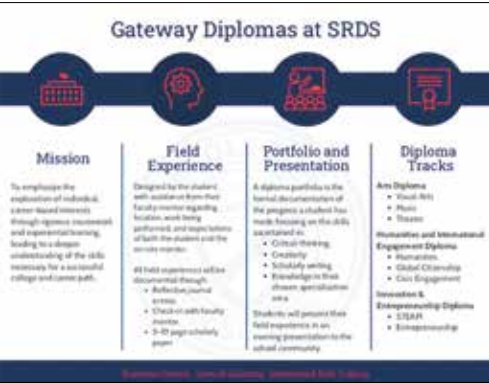 Gateway Diplomas at SRDS
Mission
To emphasize the
exploration of individual,
career-based interests
through rigorous coursework
and experiential learning,
leading to a deeper
understanding of the skills
necessary for a successful
college and career path.
Field
Experience
Designed by the student
with assistance from their
faculty mentor regarding
location, work being
performed, and expectations
of both the student and the
on-site mentor.
All field experiences will be
documented through:
Reflective journal
entries
Check-in with faculty
mentor
page scholarly
paper
Portfolio and
Presentation
A diploma portfolio is the
formal documentation of
the progress a student has
made focusing on the skills
ascertained in:
Critical thinking
Creativity
Scholarly writing
Knowledge in their
chosen specialization
area
Students will present their
field experience in an
evening presentation to the
school community.
Diploma
Tracks
Arts Diploma
Visual Arts
Music
Theater
Humanities and International
Engagement Diploma
Humanities
Global Citizenship
Civic Engagement
Innovation &
Entrepreneurship Diploma
STEAM
Entrepreneurship